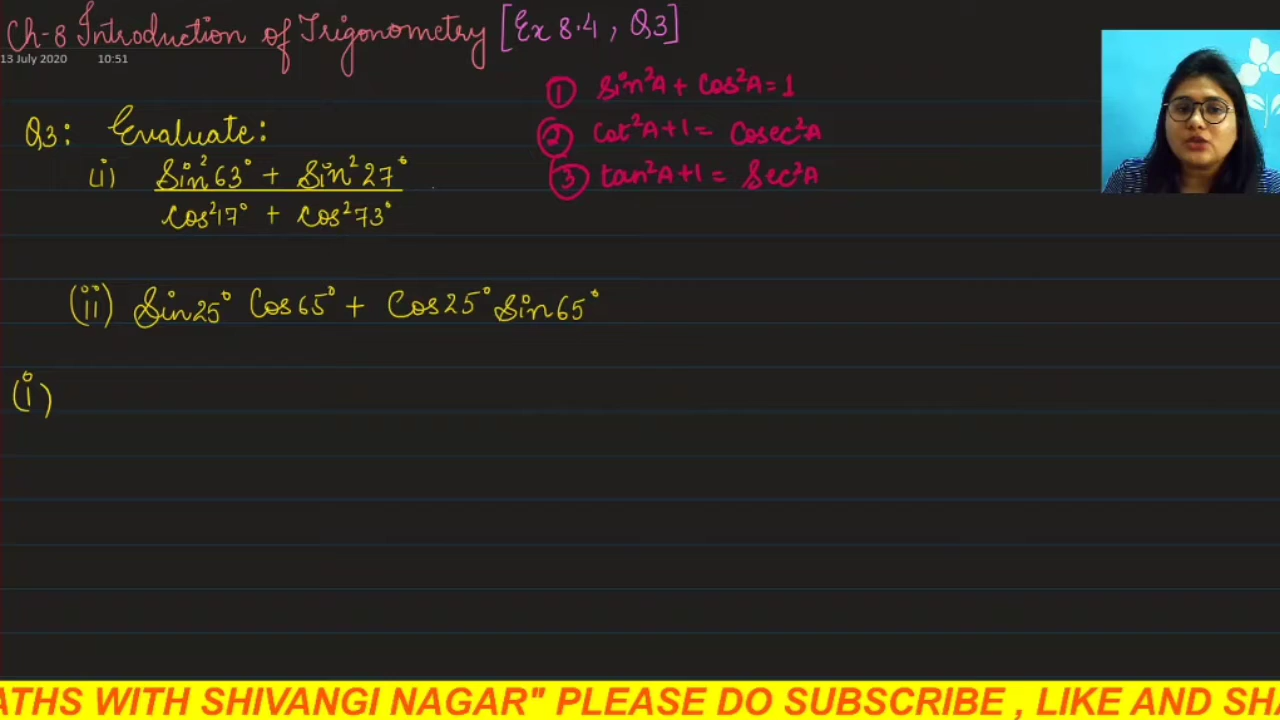 Ch-8 Introduction of Trigonometry [Ex 8.4, Q3]
13 July 2020 10:51
① Sin²A + Cos²A = 1
② Cot²A + 1 = Cosec²A
③ tan²A + 1 = Sec²A
Q3: Evaluate:
(i) Sin²63° + Sin²27°
Cos²17° + Cos²73°
(ii) Sin25° Cos65° + Cos25° Sin65°
(i)
ATHS WITH SHIVANGI NAGAR" PLEASE DO SUBSCRIBE , LIKE AND SHA